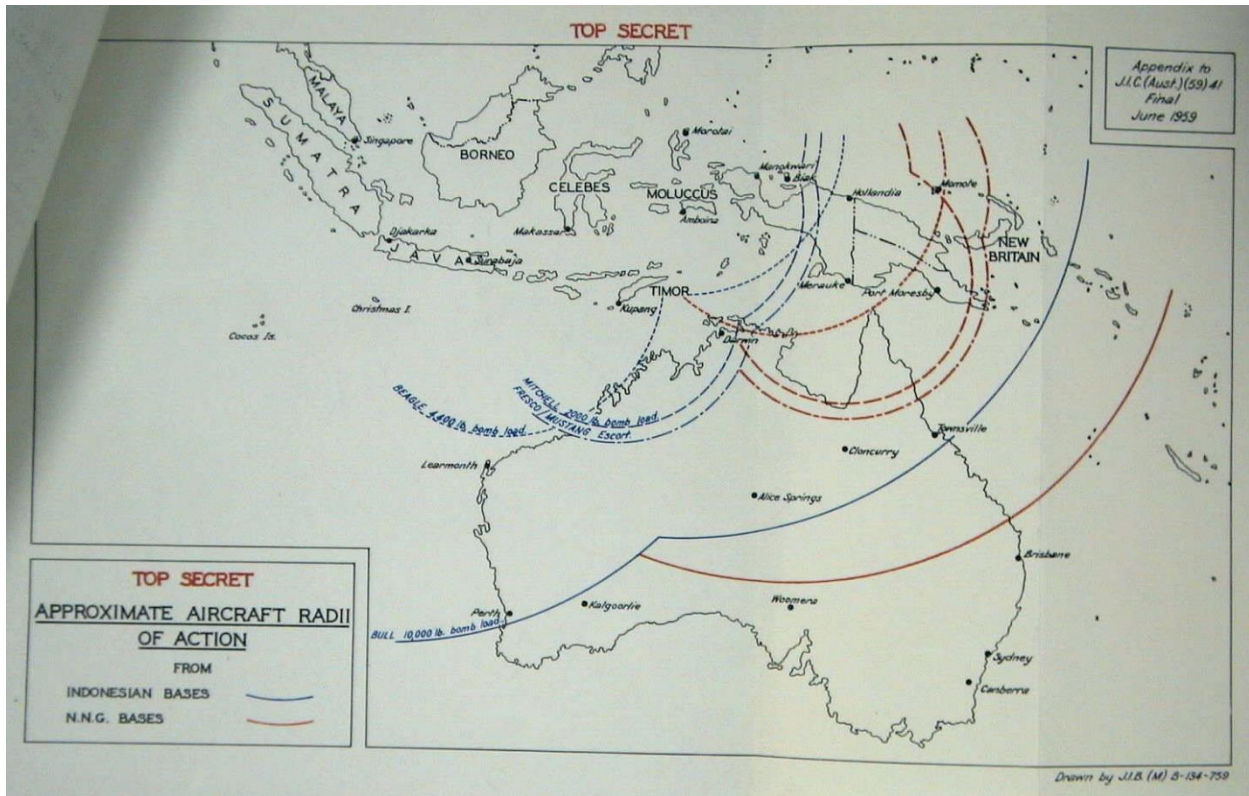 TOP SECRET
Appendix to
J.I.C.(Aust.)(59)41
Final
June 1959
MALAYA
SUMATRA
Singapore
BORNEO
CELEBES
Morotai
MOLUCCUS
Amboina
Manokwari
Biak
Hollandia
Momote
NEW
BRITAIN
Makassar
Djakarta
JAVA
Surabaja
TIMOR
Kupang
Merauke
Port Moresby
Christmas I.
Cocos Is.
Darwin
BEAGLE 4,400 lb. bomb load
MITCHELL 2000 lb. bomb load
FRESCO/MUSTANG Escort.
Learmonth
Townsville
Cloncurry
Alice Springs
Brisbane
Perth
Kalgoorlie
Woomera
BULL 10,000 lb. bomb load
Sydney
Canberra
TOP SECRET
APPROXIMATE AIRCRAFT RADII
OF ACTION
FROM
INDONESIAN BASES
N.N.G. BASES
Drawn by J.I.B. (M) B-134-759